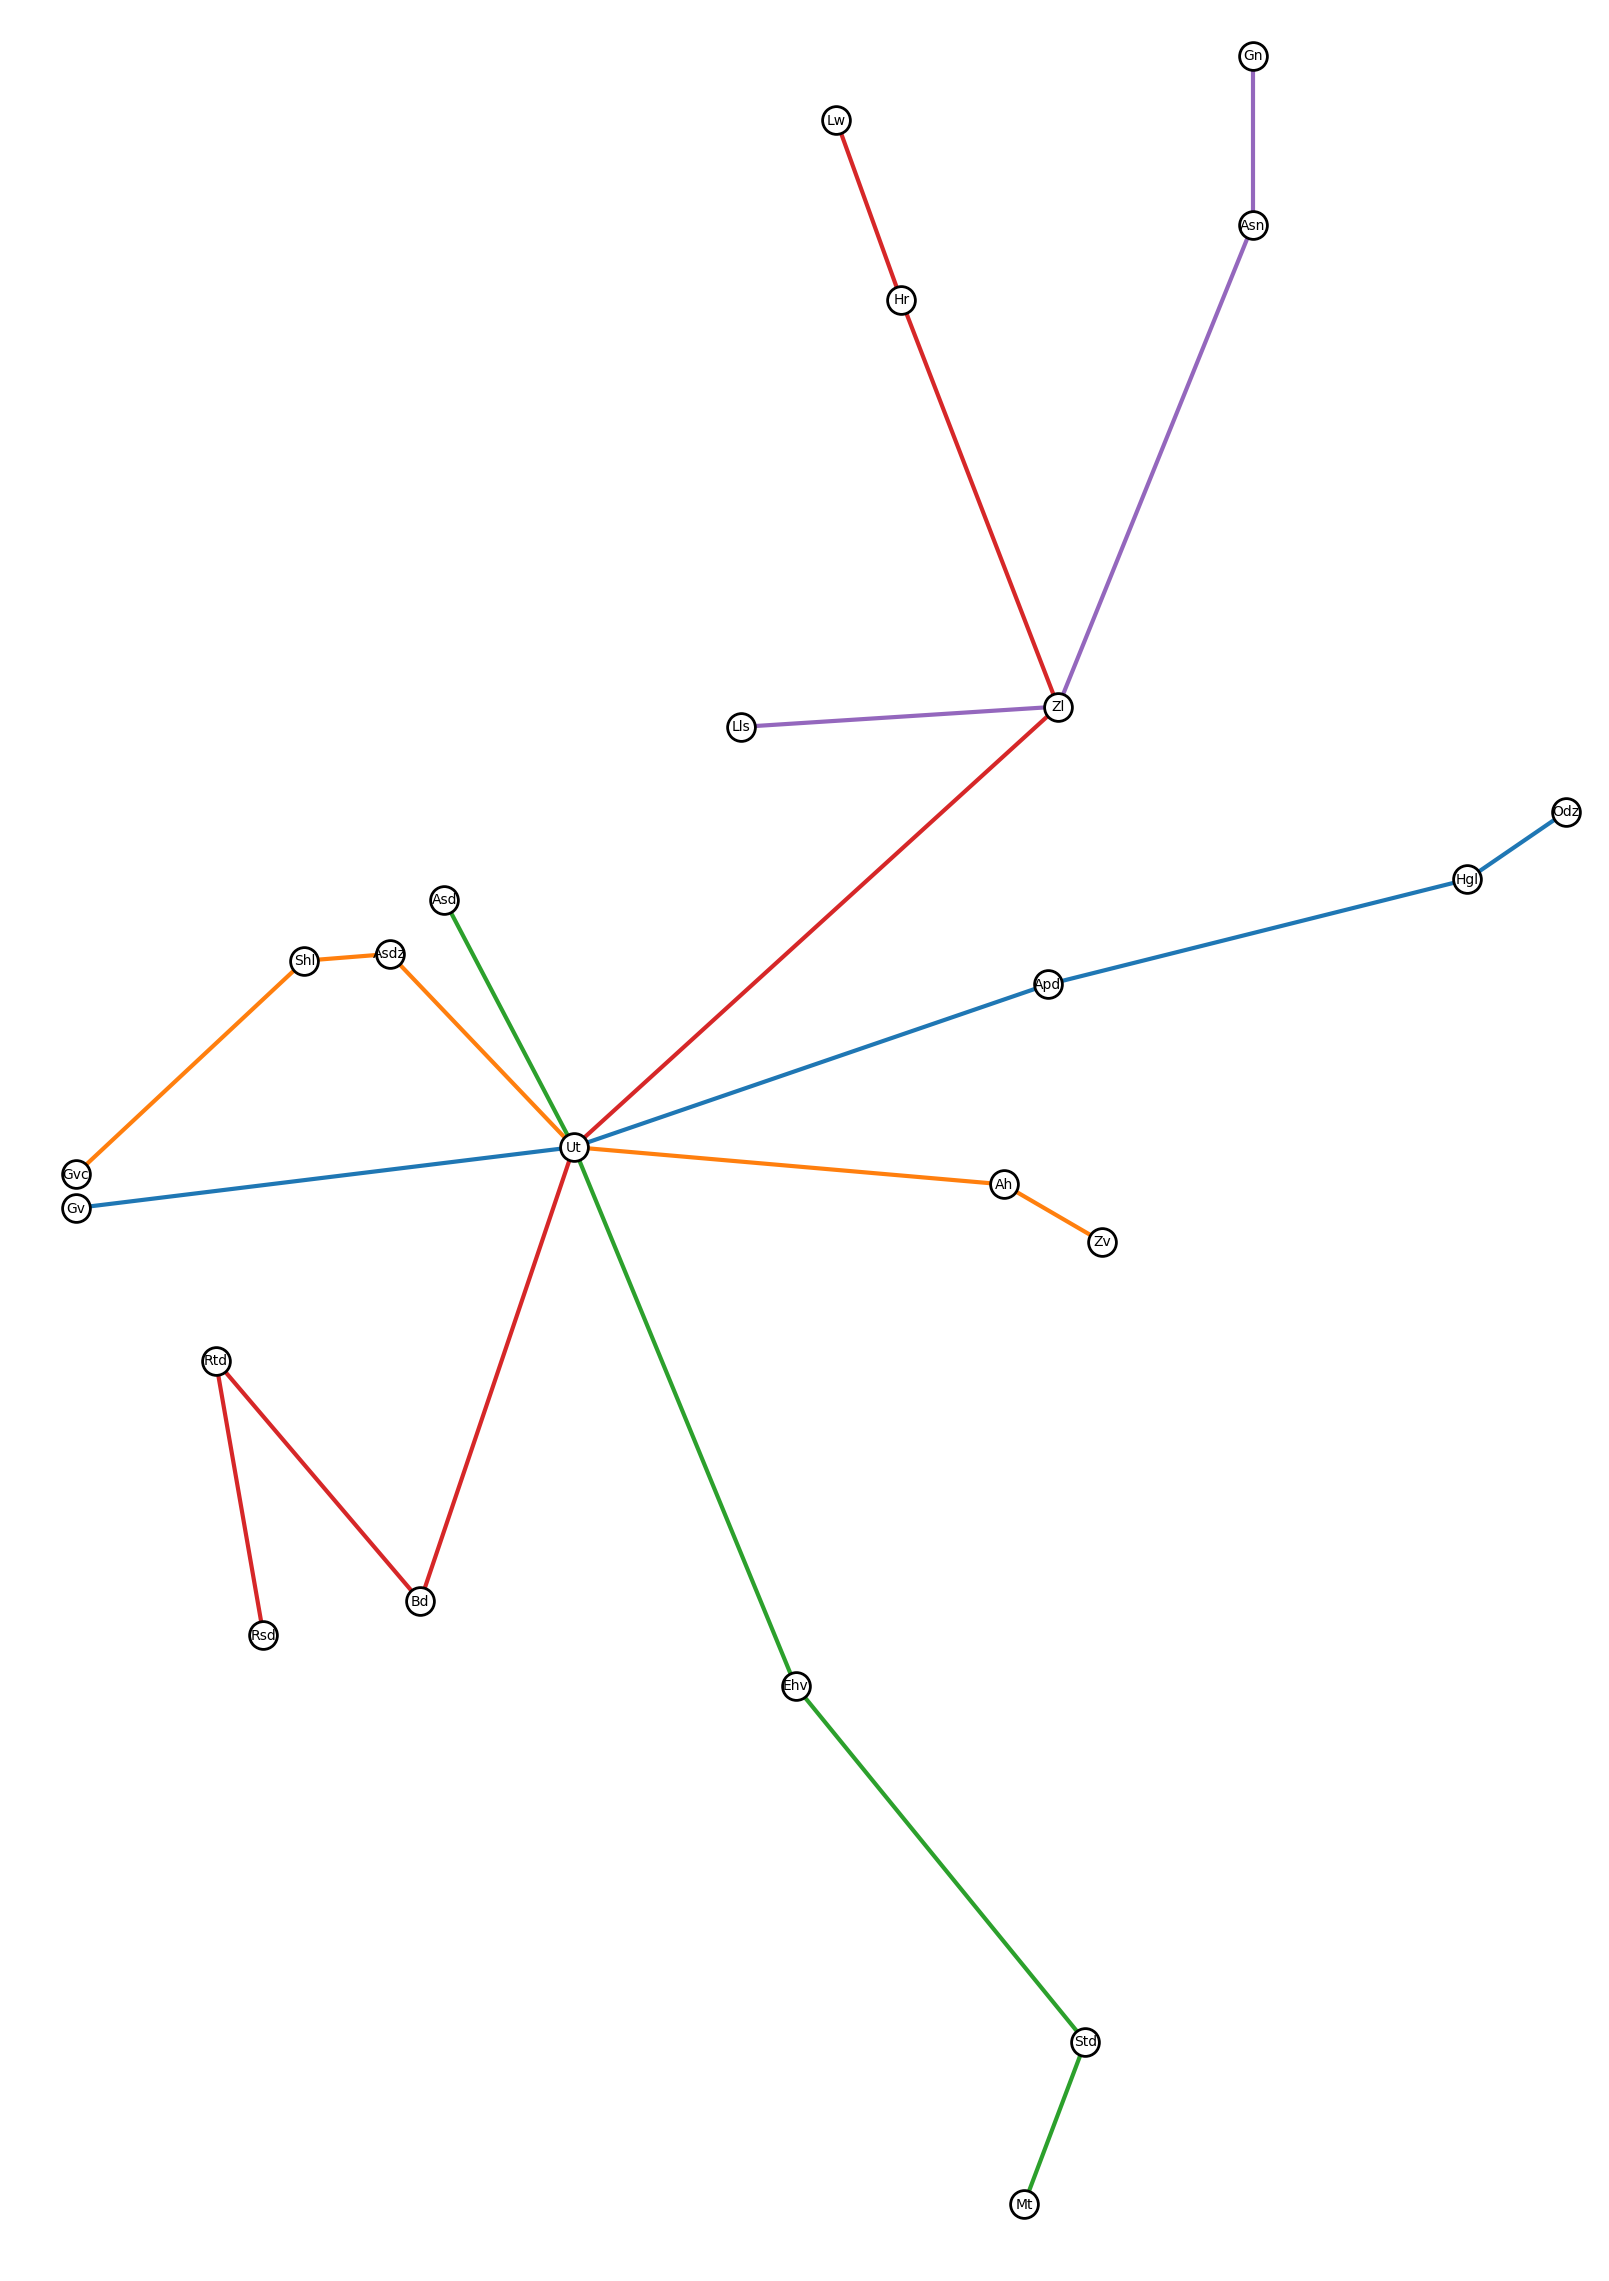 Gn
Lw
Asn
Hr
Zl
Lls
Odz
Hgl
Asd
Asdz
Shl
Apd
Ut
Gvc
Ah
Gv
Zv
Rtd
Bd
Rsd
Ehv
Std
Mt